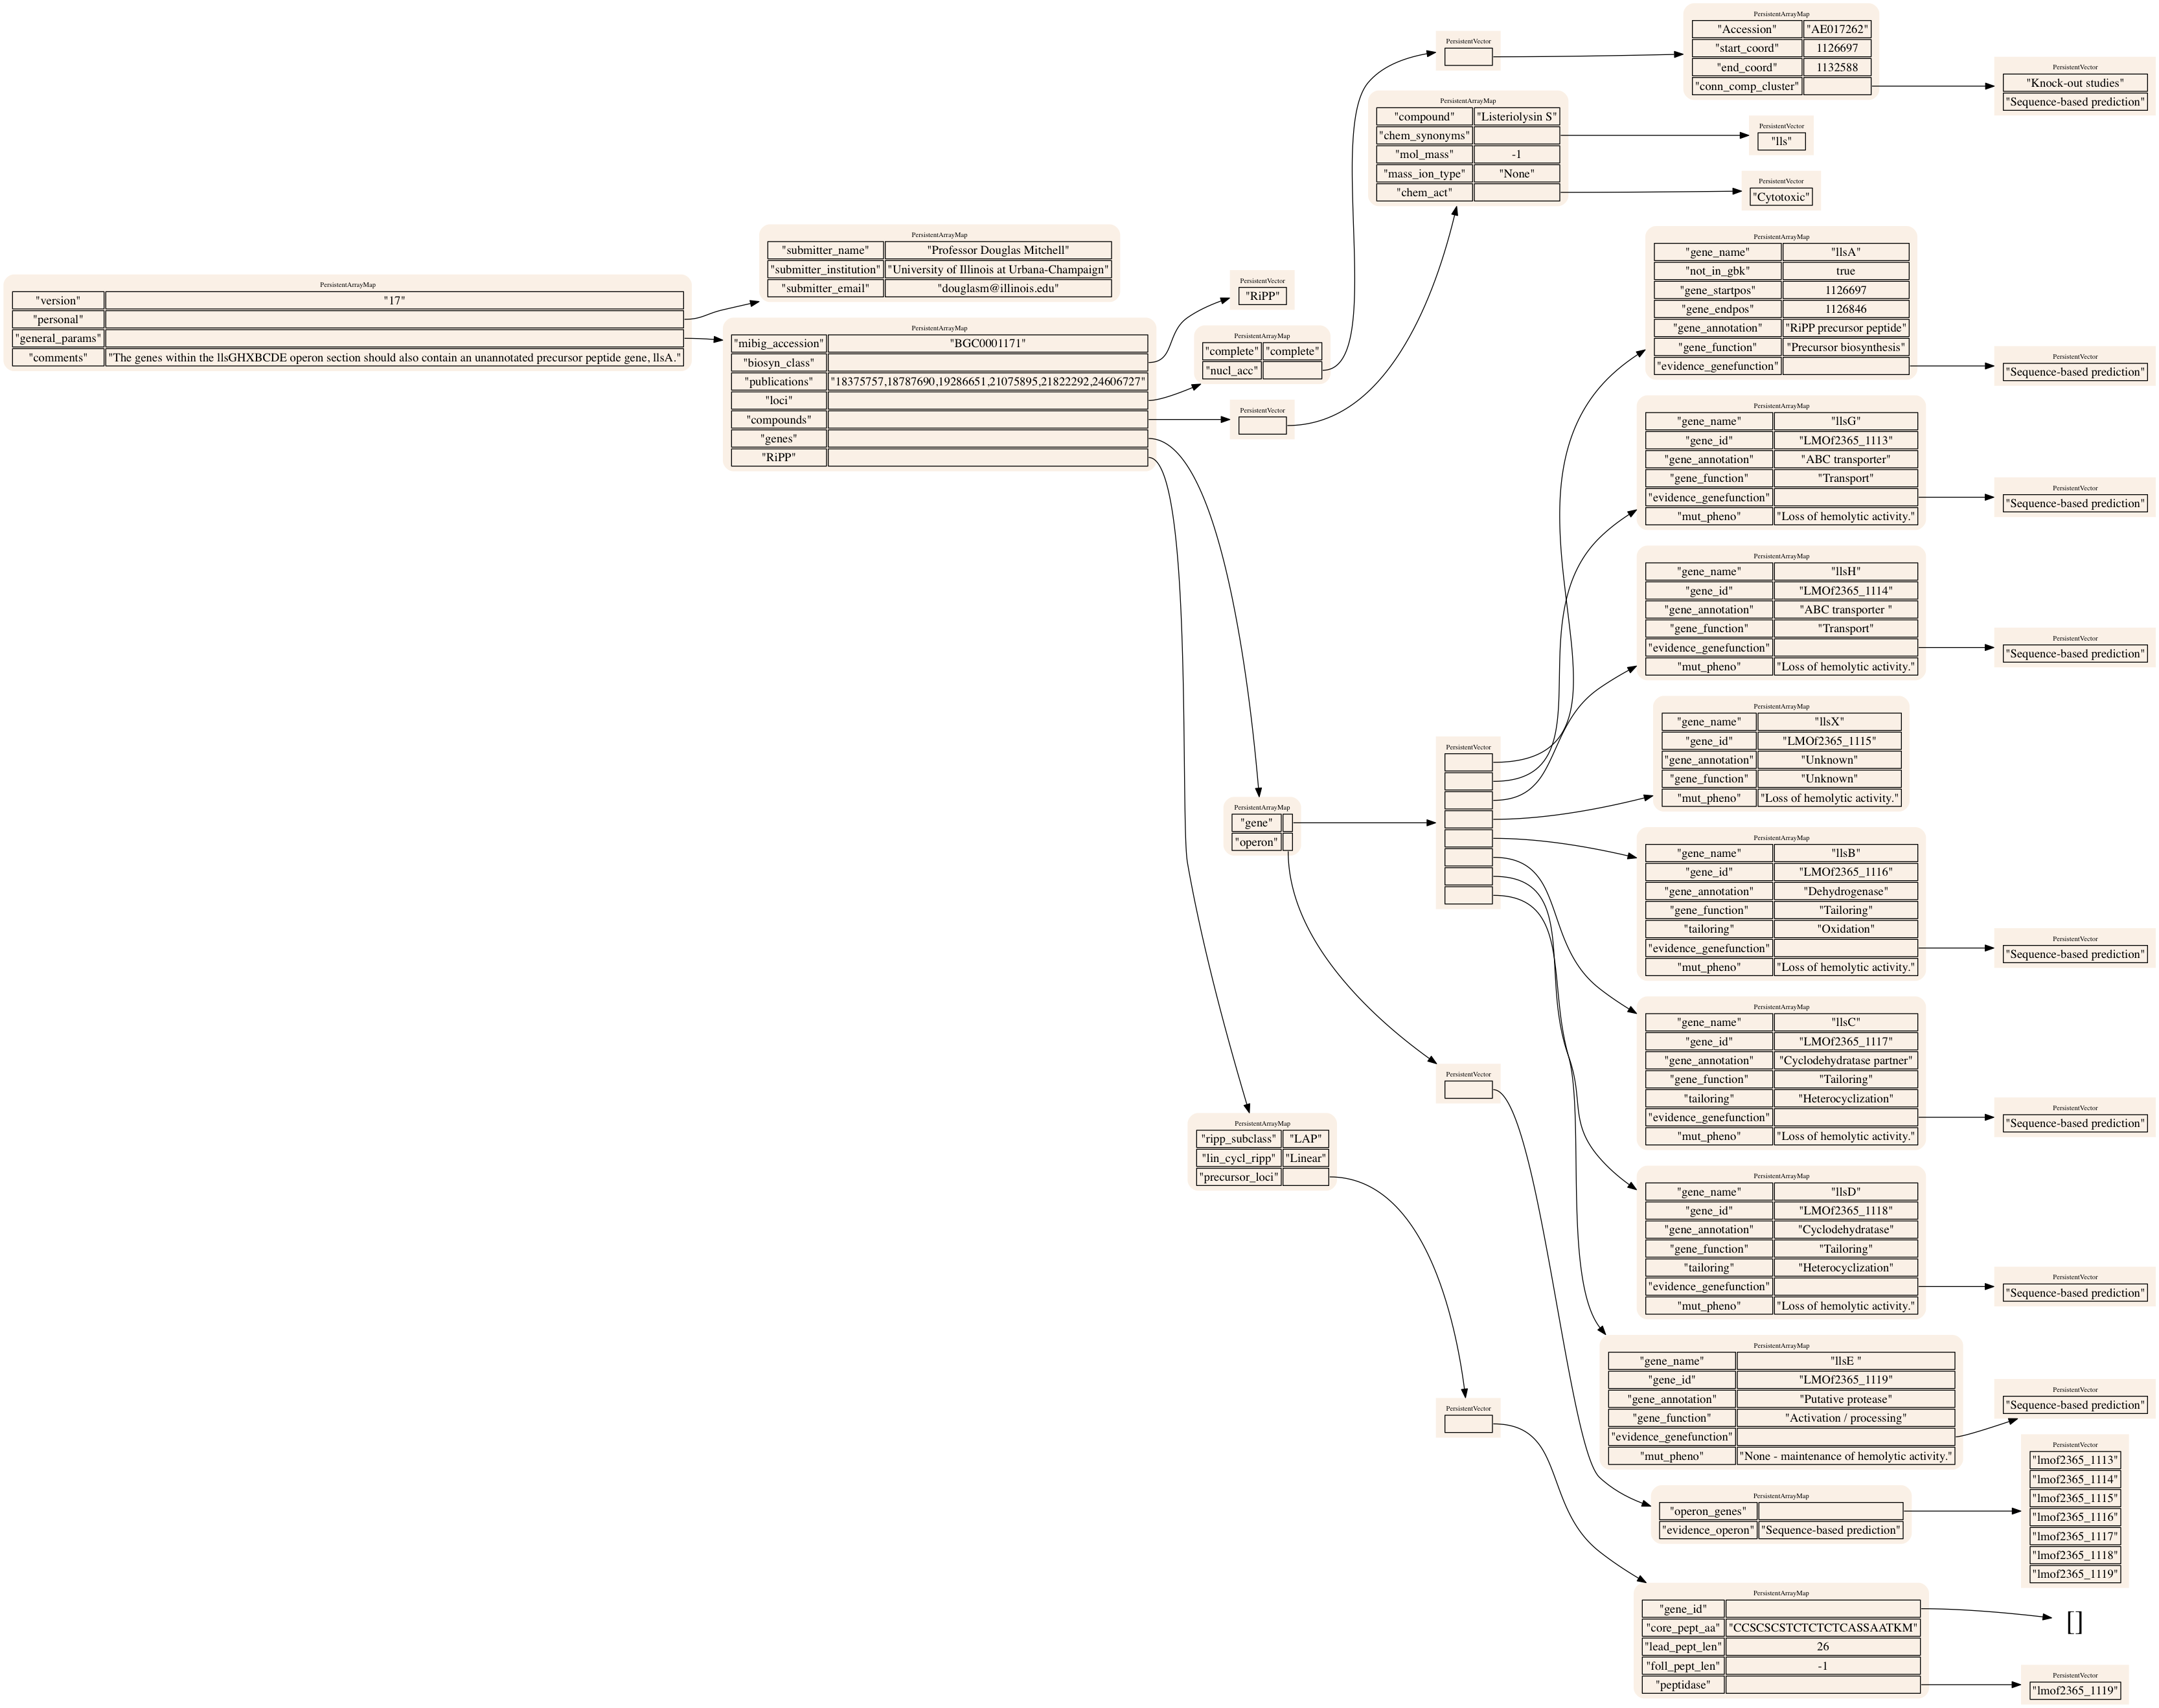 PersistentArrayMap
"version" "17"
"personal"
"general_params"
"comments" "The genes within the llsGHXBCDE operon section should also contain an unannotated precursor peptide gene, llsA."
PersistentArrayMap
"submitter_name" "Professor Douglas Mitchell"
"submitter_institution" "University of Illinois at Urbana-Champaign"
"submitter_email" "douglasm@illinois.edu"
PersistentArrayMap
"mibig_accession" "BGC0001171"
"biosyn_class"
"publications" "18375757,18787690,19286651,21075895,21822292,24606727"
"loci"
"compounds"
"genes"
"RiPP"
PersistentVector
"RiPP"
PersistentArrayMap
"complete" "complete"
"nucl_acc"
PersistentVector
PersistentVector
PersistentArrayMap
"Accession" "AE017262"
"start_coord" 1126697
"end_coord" 1132588
"conn_comp_cluster"
PersistentVector
"Knock-out studies"
"Sequence-based prediction"
PersistentArrayMap
"compound" "Listeriolysin S"
"chem_synonyms"
"mol_mass" -1
"mass_ion_type" "None"
"chem_act"
PersistentVector
"lls"
PersistentVector
"Cytotoxic"
PersistentArrayMap
"gene"
"operon"
PersistentVector
PersistentArrayMap
"gene_name" "llsA"
"not_in_gbk" true
"gene_startpos" 1126697
"gene_endpos" 1126846
"gene_annotation" "RiPP precursor peptide"
"gene_function" "Precursor biosynthesis"
"evidence_genefunction"
PersistentVector
"Sequence-based prediction"
PersistentArrayMap
"gene_name" "llsG"
"gene_id" "LMOf2365_1113"
"gene_annotation" "ABC transporter"
"gene_function" "Transport"
"evidence_genefunction"
"mut_pheno" "Loss of hemolytic activity."
PersistentVector
"Sequence-based prediction"
PersistentArrayMap
"gene_name" "llsH"
"gene_id" "LMOf2365_1114"
"gene_annotation" "ABC transporter "
"gene_function" "Transport"
"evidence_genefunction"
"mut_pheno" "Loss of hemolytic activity."
PersistentVector
"Sequence-based prediction"
PersistentArrayMap
"gene_name" "llsX"
"gene_id" "LMOf2365_1115"
"gene_annotation" "Unknown"
"gene_function" "Unknown"
"mut_pheno" "Loss of hemolytic activity."
PersistentArrayMap
"gene_name" "llsB"
"gene_id" "LMOf2365_1116"
"gene_annotation" "Dehydrogenase"
"gene_function" "Tailoring"
"tailoring" "Oxidation"
"evidence_genefunction"
"mut_pheno" "Loss of hemolytic activity."
PersistentVector
"Sequence-based prediction"
PersistentArrayMap
"gene_name" "llsC"
"gene_id" "LMOf2365_1117"
"gene_annotation" "Cyclodehydratase partner"
"gene_function" "Tailoring"
"tailoring" "Heterocyclization"
"evidence_genefunction"
"mut_pheno" "Loss of hemolytic activity."
PersistentVector
"Sequence-based prediction"
PersistentArrayMap
"gene_name" "llsD"
"gene_id" "LMOf2365_1118"
"gene_annotation" "Cyclodehydratase"
"gene_function" "Tailoring"
"tailoring" "Heterocyclization"
"evidence_genefunction"
"mut_pheno" "Loss of hemolytic activity."
PersistentVector
"Sequence-based prediction"
PersistentArrayMap
"gene_name" "llsE "
"gene_id" "LMOf2365_1119"
"gene_annotation" "Putative protease"
"gene_function" "Activation / processing"
"evidence_genefunction"
"mut_pheno" "None - maintenance of hemolytic activity."
PersistentVector
"Sequence-based prediction"
PersistentVector
PersistentArrayMap
"operon_genes"
"evidence_operon" "Sequence-based prediction"
PersistentVector
"lmof2365_1113"
"lmof2365_1114"
"lmof2365_1115"
"lmof2365_1116"
"lmof2365_1117"
"lmof2365_1118"
"lmof2365_1119"
PersistentArrayMap
"ripp_subclass" "LAP"
"lin_cycl_ripp" "Linear"
"precursor_loci"
PersistentVector
PersistentArrayMap
"gene_id"
"core_pept_aa" "CCSCSCSTCTCTCTCASSAATKM"
"lead_pept_len" 26
"foll_pept_len" -1
"peptidase"
[]
PersistentVector
"lmof2365_1119"